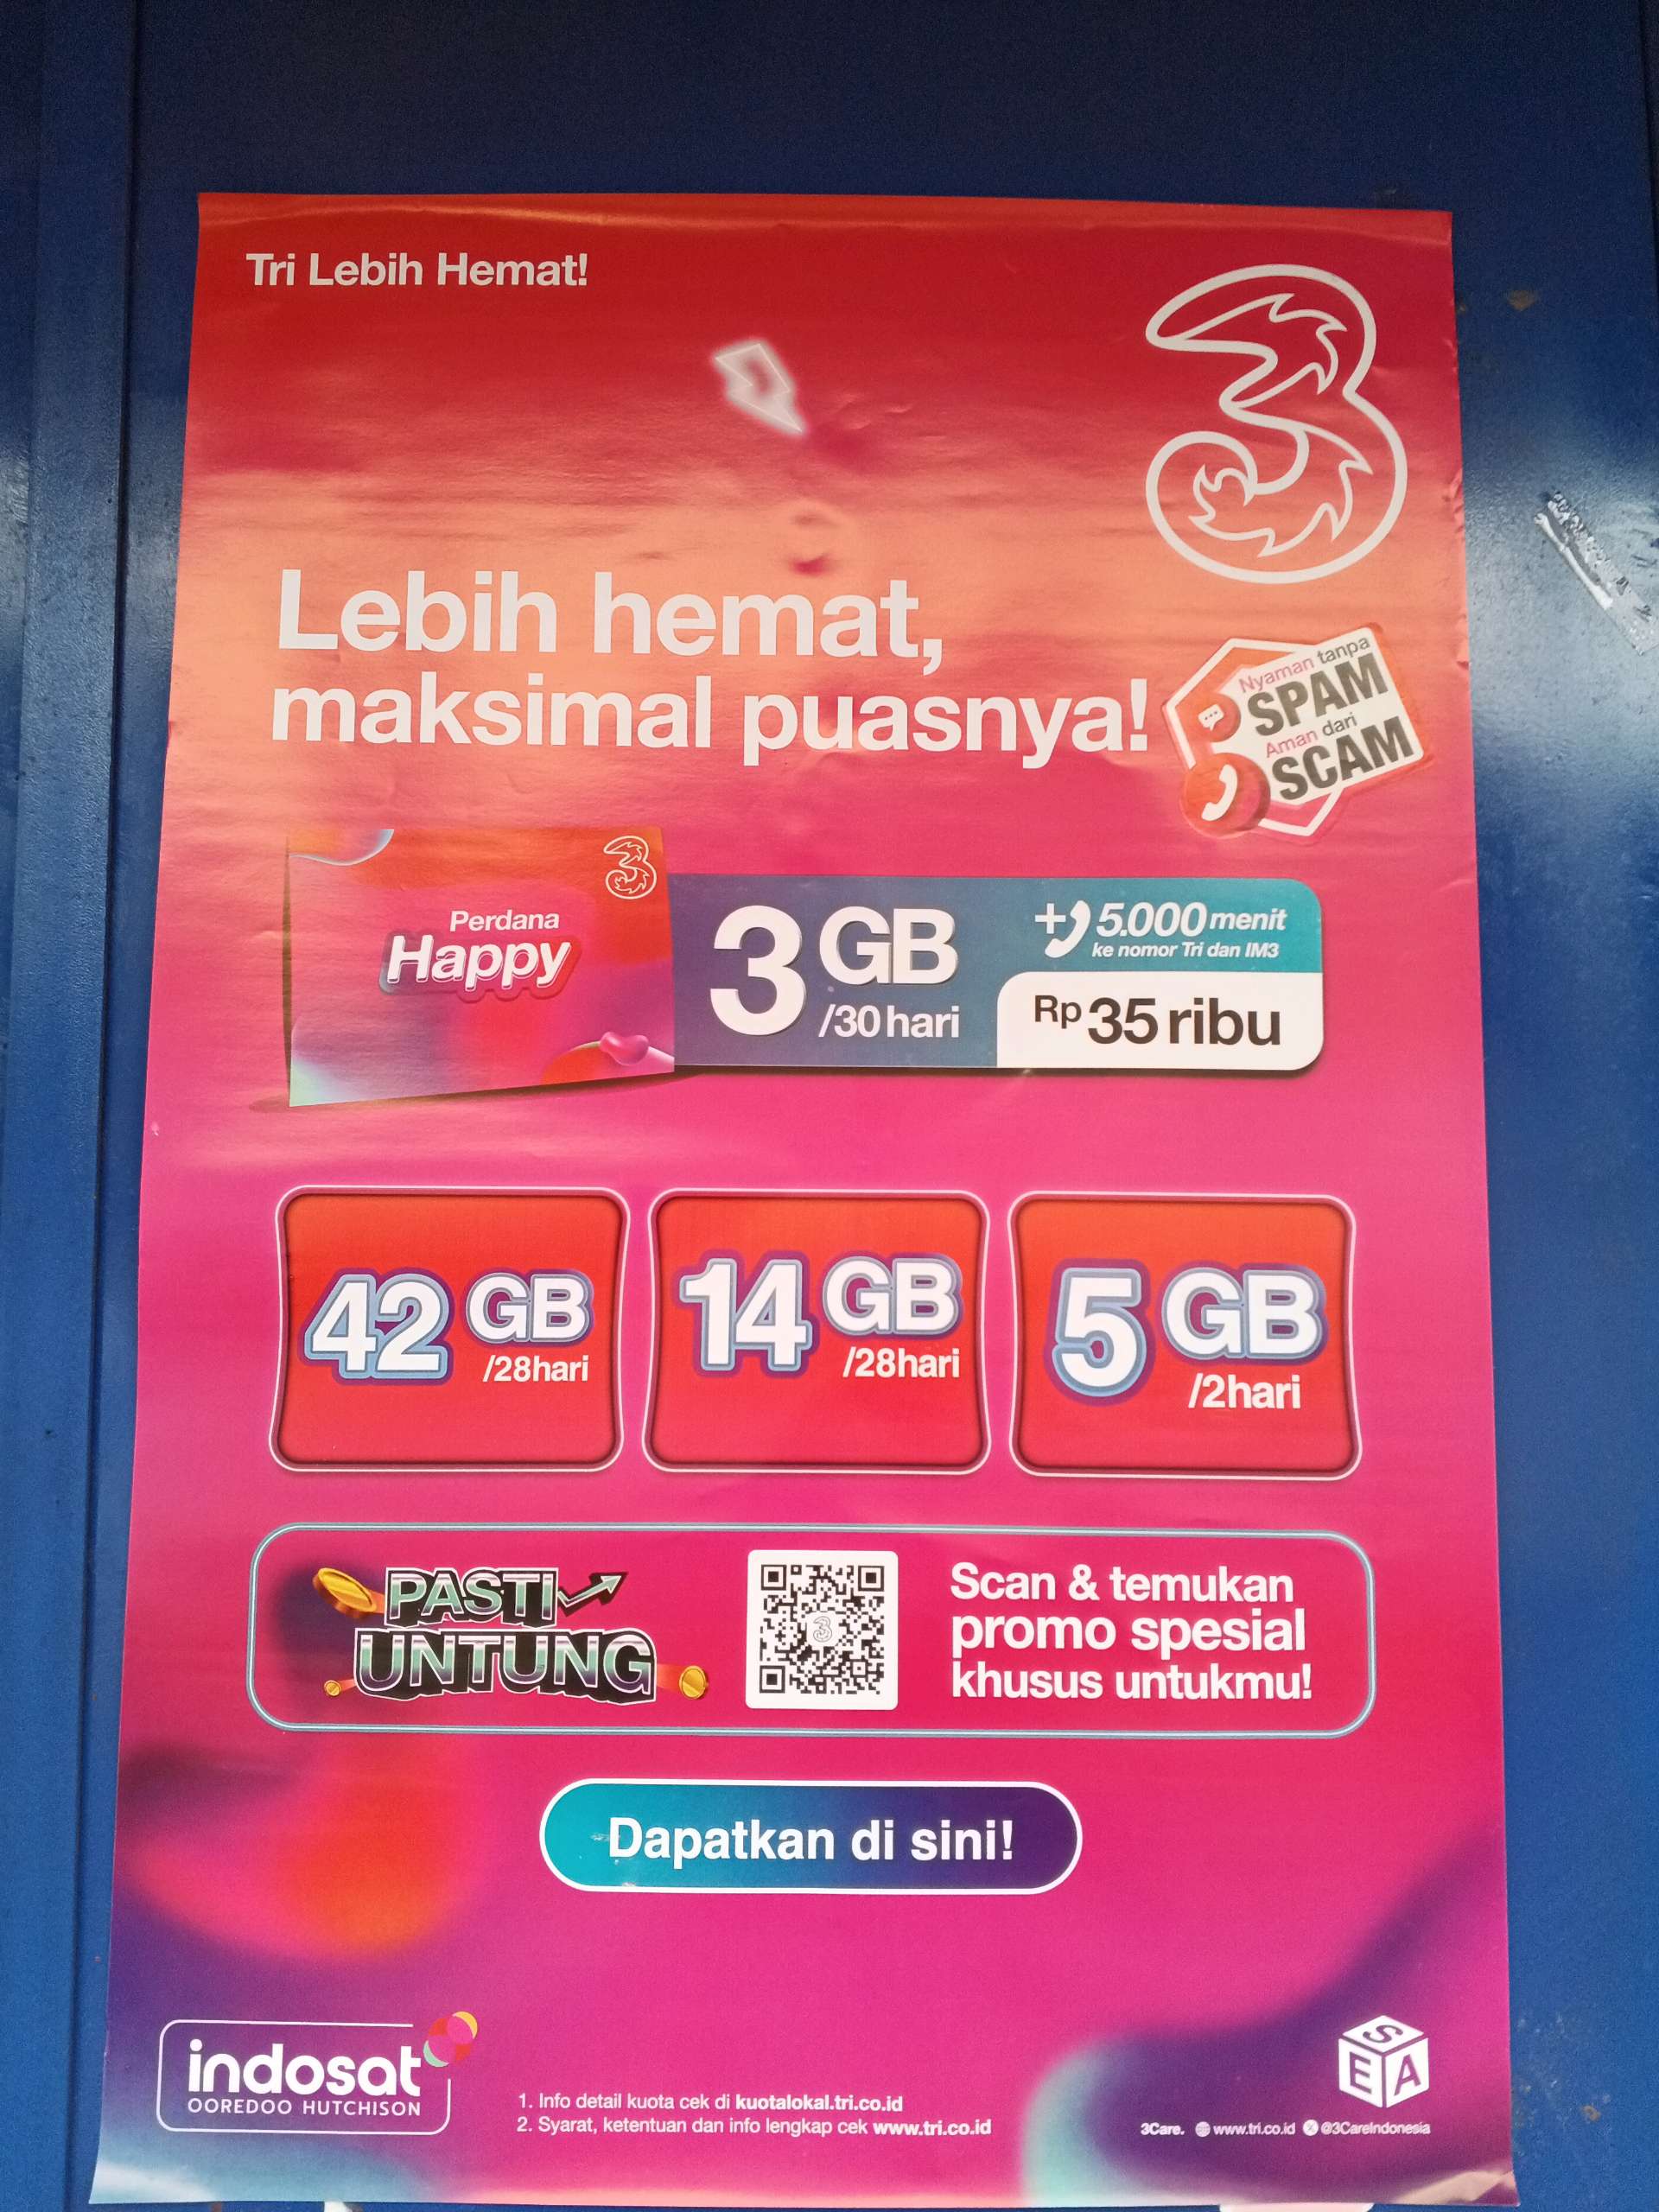 Tri Lebih Hemat!
3
Lebih hemat,
maksimal puasnya!
Nyaman tanpa
SPAM
Aman dari
SCAM
3
Perdana
Happy
3 GB
/30 hari
+ 5.000 menit
ke nomor Tri dan IM3
Rp 35 ribu
42 GB
/28hari
14 GB
/28hari
5 GB
/2hari
PASTI
UNTUNG
3
Scan & temukan
promo spesial
khusus untukmu!
Dapatkan di sini!
indosat
OOREDOO HUTCHISON
1. Info detail kuota cek di kuotalokal.tri.co.id
2. Syarat, ketentuan dan info lengkap cek www.tri.co.id
S
E A
3Care. www.tri.co.id X @3CareIndonesia